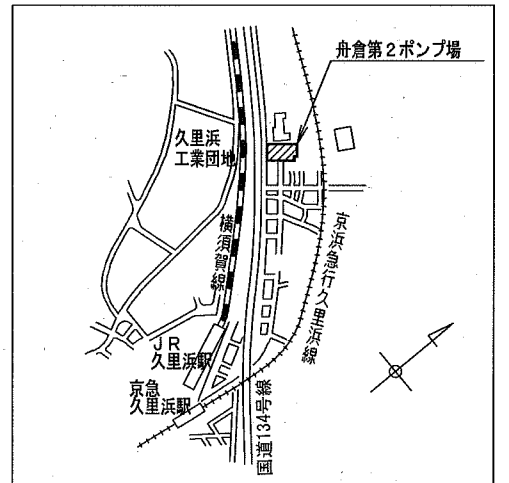 舟倉第２ポンプ場
久里浜
工業団地
横須賀線
京浜急行久里浜線
ＪＲ
久里浜駅
京急
久里浜駅
国道134号線